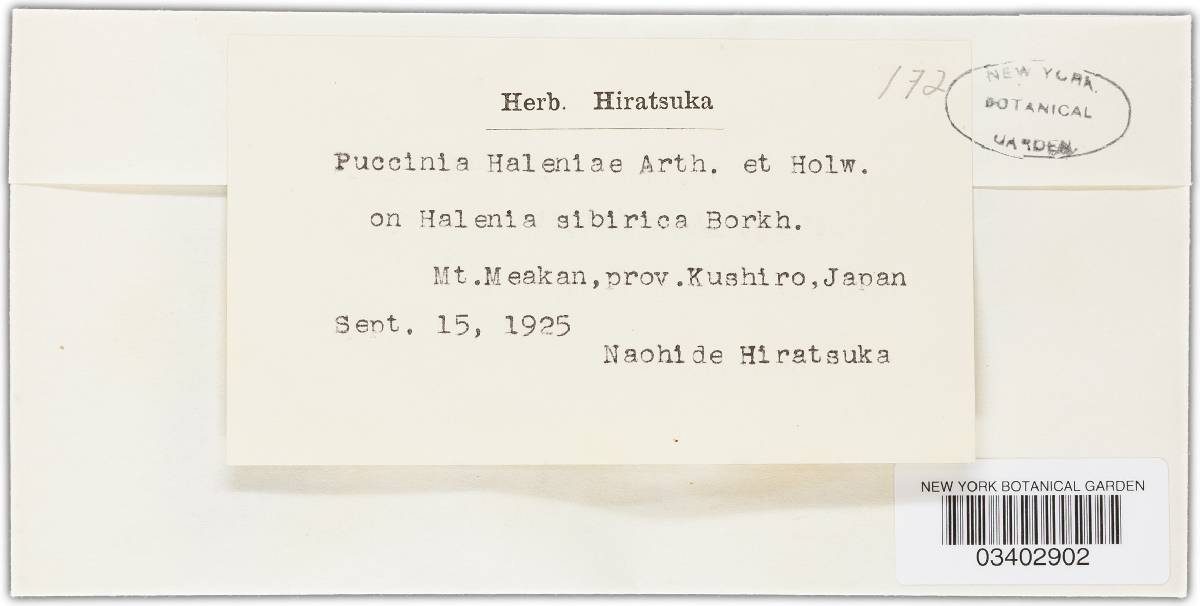 Herb. Hiratsuka
172
NEW YORK
BOTANICAL
GARDEN
Puccinia Haleniae Arth. et Holw.
on Halenia sibirica Borkh.
Mt.Meakan,prov.Kushiro,Japan
Sept. 15, 1925
Naohide Hiratsuka
NEW YORK BOTANICAL GARDEN
03402902